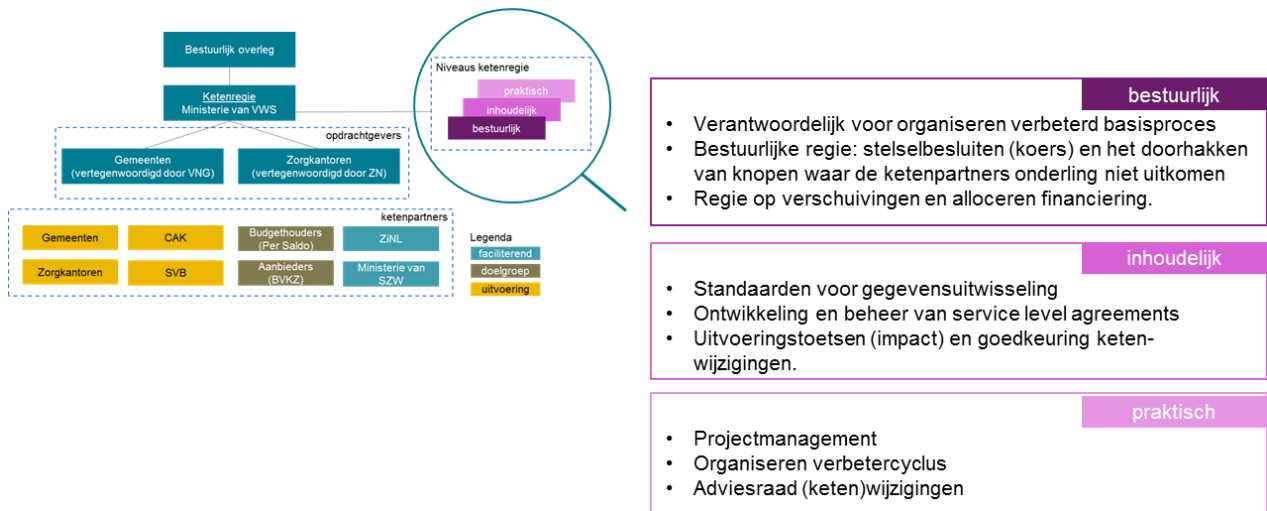 Bestuurlijk overleg
Ketenregie
Ministerie van VWS
opdrachtgevers
Gemeenten
(vertegenwoordigd door VNG)
Zorgkantoren
(vertegenwoordigd door ZN)
Niveaus ketenregie
praktisch
inhoudelijk
bestuurlijk
ketenpartners
Gemeenten
CAK
Budgethouders
(Per Saldo)
ZiNL
Zorgkantoren
SVB
Aanbieders
(BVKZ)
Ministerie van
SZW
Legenda
faciliterend
doelgroep
uitvoering
bestuurlijk
• Verantwoordelijk voor organiseren verbeterd basisproces
• Bestuurlijke regie: stelselbesluiten (koers) en het doorhakken
van knopen waar de ketenpartners onderling niet uitkomen
• Regie op verschuivingen en alloceren financiering.
inhoudelijk
• Standaarden voor gegevensuitwisseling
• Ontwikkeling en beheer van service level agreements
• Uitvoeringstoetsen (impact) en goedkeuring keten-
wijzigingen.
praktisch
• Projectmanagement
• Organiseren verbetercyclus
• Adviesraad (keten)wijzigingen